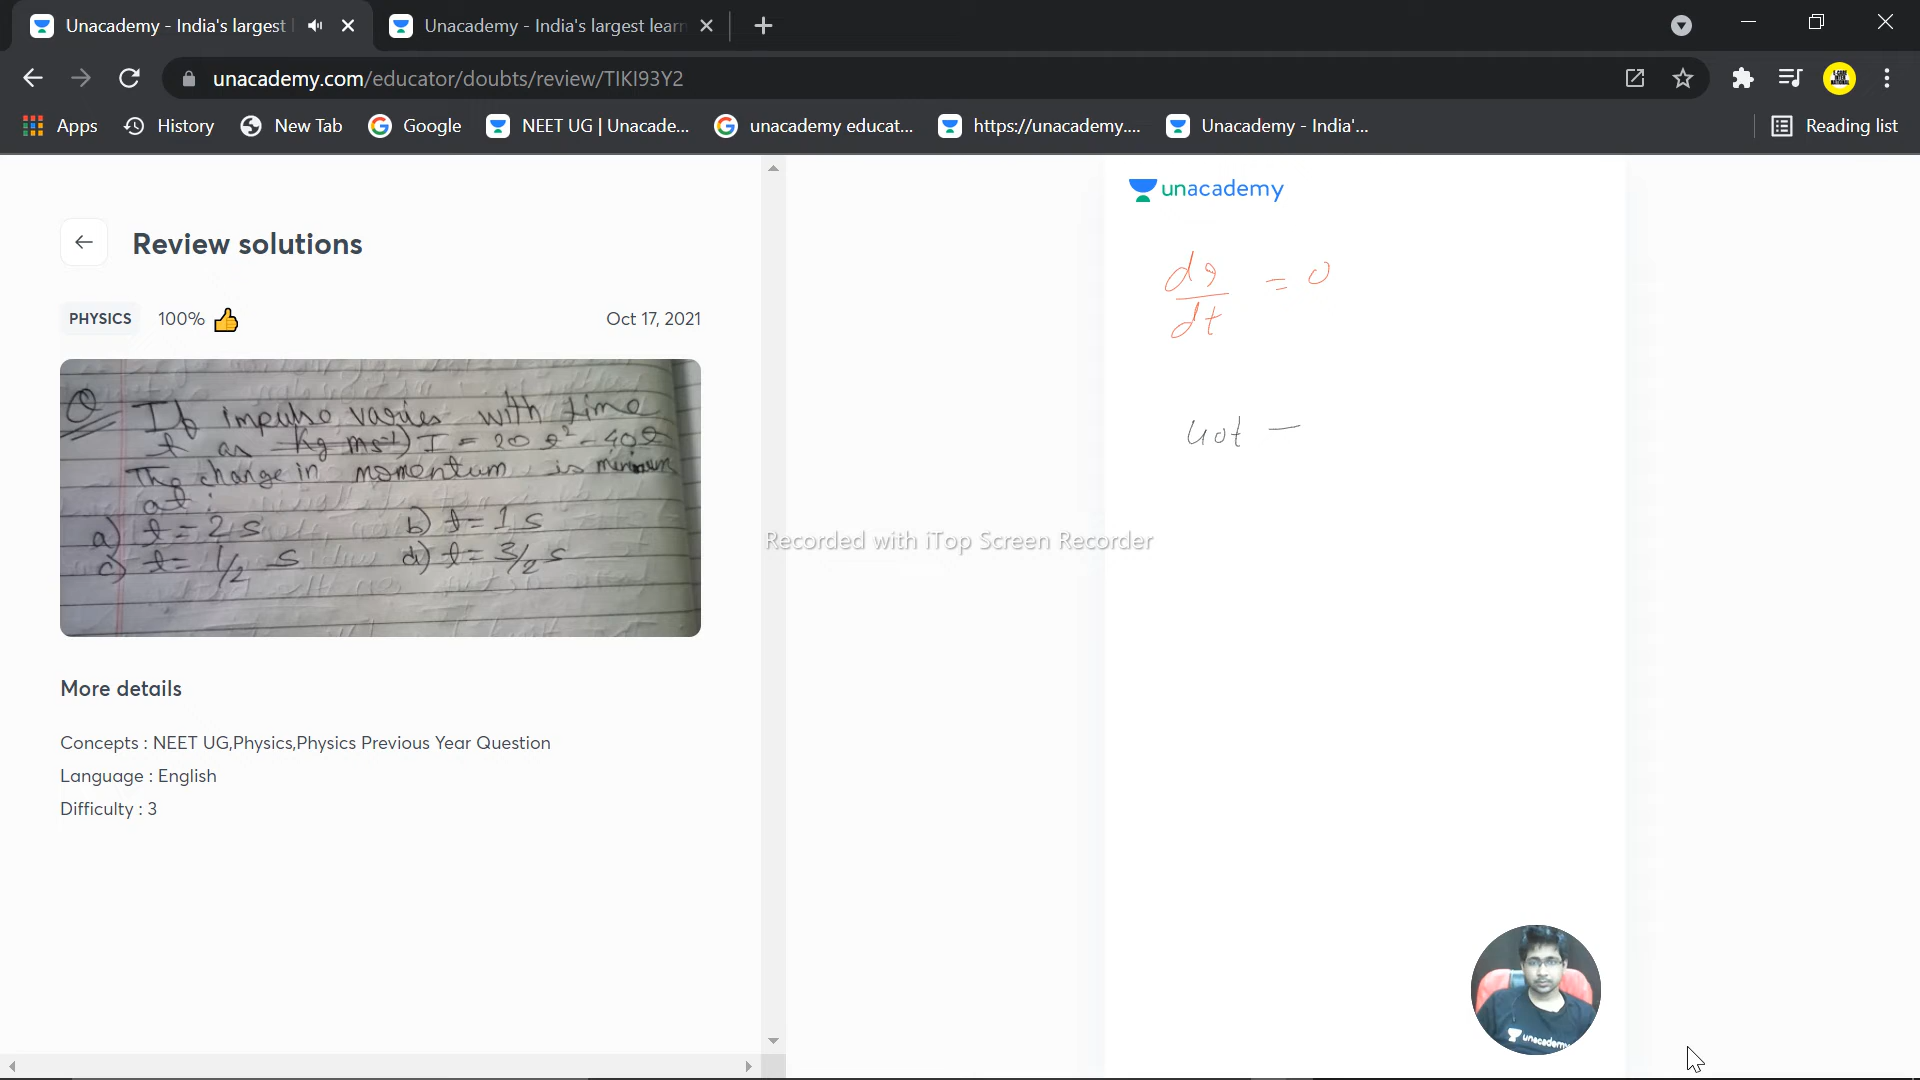 Unacademy - India's largest
Unacademy - India's largest learn
unacademy.com/educator/doubts/review/TIKI93Y2
Apps
History
New Tab
Google
NEET UG | Unacade...
unacademy educat...
https://unacademy....
Unacademy - India'...
Reading list
Review solutions
PHYSICS 100% Oct 17, 2021
Q If impulse varies with time
t as Kg ms⁻¹) I = 20 t² - 40t
The change in momentum is minimum
at :
a) t = 2 s b) t = 1 s
c) t = 1/2 s d) t = 3/2 s
More details
Concepts : NEET UG,Physics,Physics Previous Year Question
Language : English
Difficulty : 3
unacademy
= 0
dt
40t -
Recorded with iTop Screen Recorder
unacademy